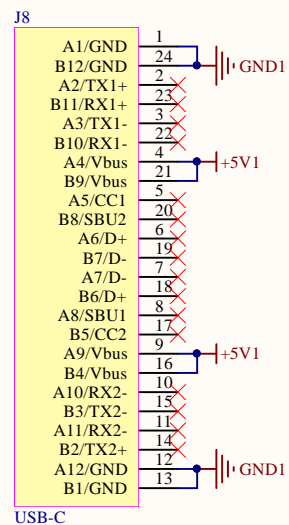 J8
A1/GND 1
B12/GND 24 GND1
A2/TX1+ 2
B11/RX1+ 23
A3/TX1- 3
B10/RX1- 22
A4/Vbus 4 +5V1
B9/Vbus 21
A5/CC1 5
B8/SBU2 20
A6/D+ 6
B7/D- 19
A7/D- 7
B6/D+ 18
A8/SBU1 8
B5/CC2 17
A9/Vbus 9 +5V1
B4/Vbus 16
A10/RX2- 10
B3/TX2- 15
A11/RX2- 11
B2/TX2+ 14
A12/GND 12 GND1
B1/GND 13
USB-C